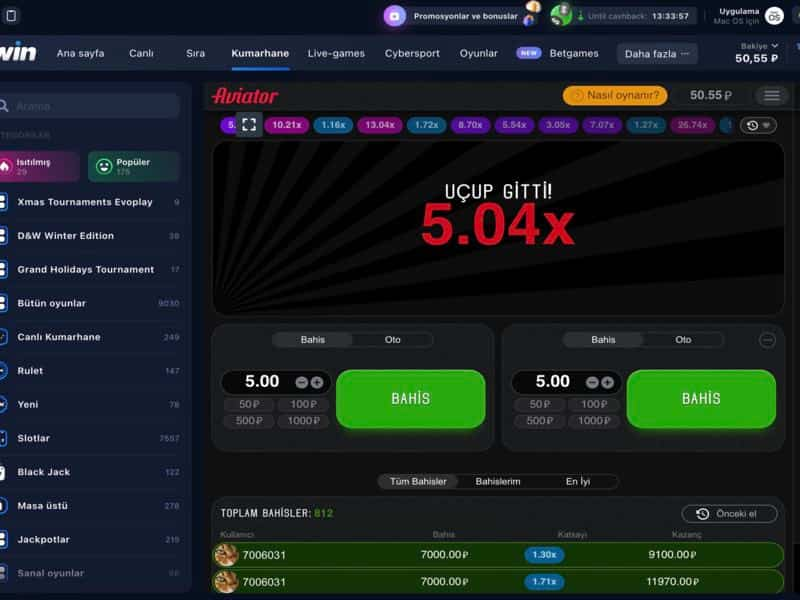 Promosyonlar ve bonuslar
Until cashback: 13:33:57
Uygulama
Mac OS için
OS
win
Ana sayfa
Canlı
Sıra
Kumarhane
Live-games
Cybersport
Oyunlar
NEW
Betgames
Daha fazla ···
Bakiye
50,55 ₽
Arama
TEGORİLER
Isıtılmış
29
Popüler
175
Xmas Tournaments Evoplay 9
D&W Winter Edition 38
Grand Holidays Tournament 17
Bütün oyunlar 9030
Canlı Kumarhane 249
Rulet 147
Yeni 78
Slotlar 7557
Black Jack 122
Masa üstü 278
Jackpotlar 219
Sanal oyunlar
Aviator
Nasıl oynanır?
50.55 ₽
5. 10.21x 1.16x 13.04x 1.72x 8.70x 5.54x 3.05x 7.07x 1.27x 26.74x 1
UÇUP GİTTİ!
5.04x
Bahis Oto
5.00
50₽ 100₽
500₽ 1000₽
BAHİS
Bahis Oto
5.00
50₽ 100₽
500₽ 1000₽
BAHİS
Tüm Bahisler Bahislerim En İyi
TOPLAM BAHİSLER: 812
Önceki el
Kullanıcı Bahis Katsayı Kazanç
7006031 7000.00₽ 1.30x 9100.00₽
7006031 7000.00₽ 1.71x 11970.00₽